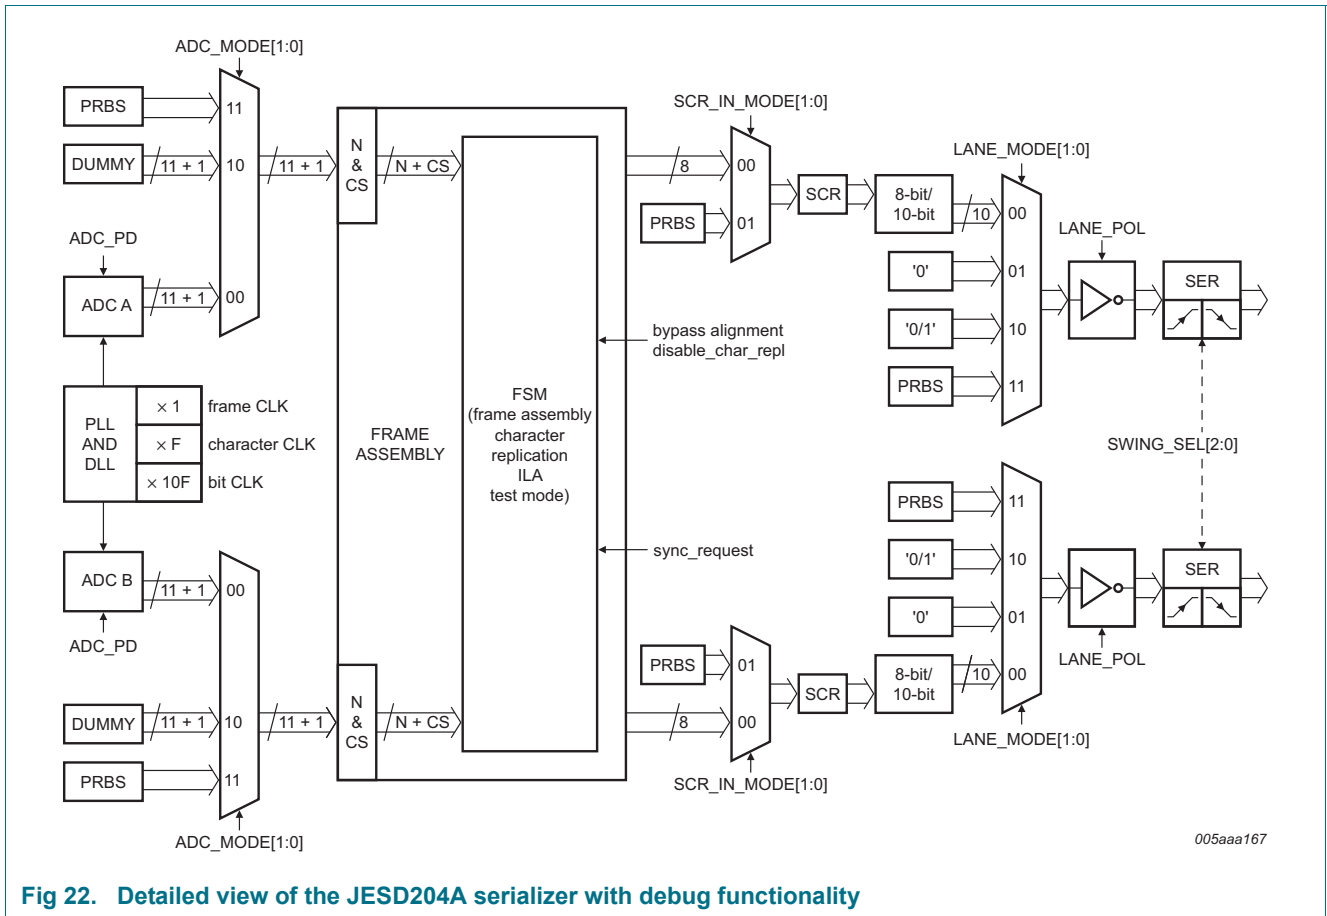 ADC_MODE[1:0]
PRBS
11
DUMMY
11 + 1
10
11 + 1
N
&
CS
N + CS
ADC_PD
ADC A
11 + 1
00
PLL
AND
DLL
× 1
frame CLK
× F
character CLK
× 10F
bit CLK
ADC B
11 + 1
00
ADC_PD
DUMMY
11 + 1
10
11 + 1
N
&
CS
N + CS
PRBS
11
ADC_MODE[1:0]
FRAME
ASSEMBLY
FSM
(frame assembly
character
replication
ILA
test mode)
bypass alignment
disable_char_repl
sync_request
SCR_IN_MODE[1:0]
8
00
PRBS
01
SCR
8-bit/
10-bit
10
LANE_MODE[1:0]
00
'0'
01
'0/1'
10
PRBS
11
LANE_POL
SER
SWING_SEL[2:0]
PRBS
11
'0/1'
10
'0'
01
8-bit/
10-bit
10
00
LANE_MODE[1:0]
PRBS
01
8
00
SCR
SCR_IN_MODE[1:0]
LANE_POL
SER
005aaa167
Fig 22. Detailed view of the JESD204A serializer with debug functionality